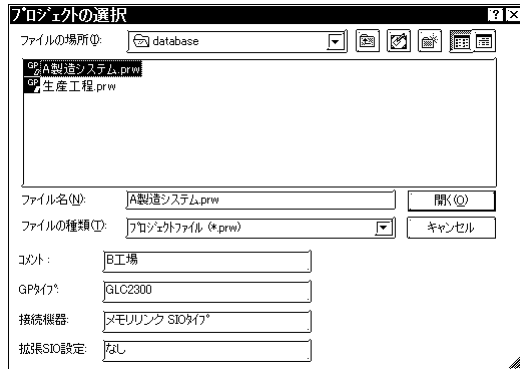 ﾌﾟﾛｼﾞｪｸﾄの選択
ファイルの場所(I):
database
A製造システム.prw
生産工程.prw
ファイル名(N):
A製造システム.prw
開く(O)
ファイルの種類(T):
ﾌﾟﾛｼﾞｪｸﾄﾌｧｲﾙ (*.prw)
キャンセル
ｺﾒﾝﾄ :
B工場
GPﾀｲﾌﾟ:
GLC2300
接続機器:
メモリリンク SIOﾀｲﾌﾟ
拡張SIO設定:
なし